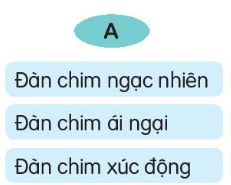 A
Đàn chim ngạc nhiên
Đàn chim ái ngại
Đàn chim xúc động